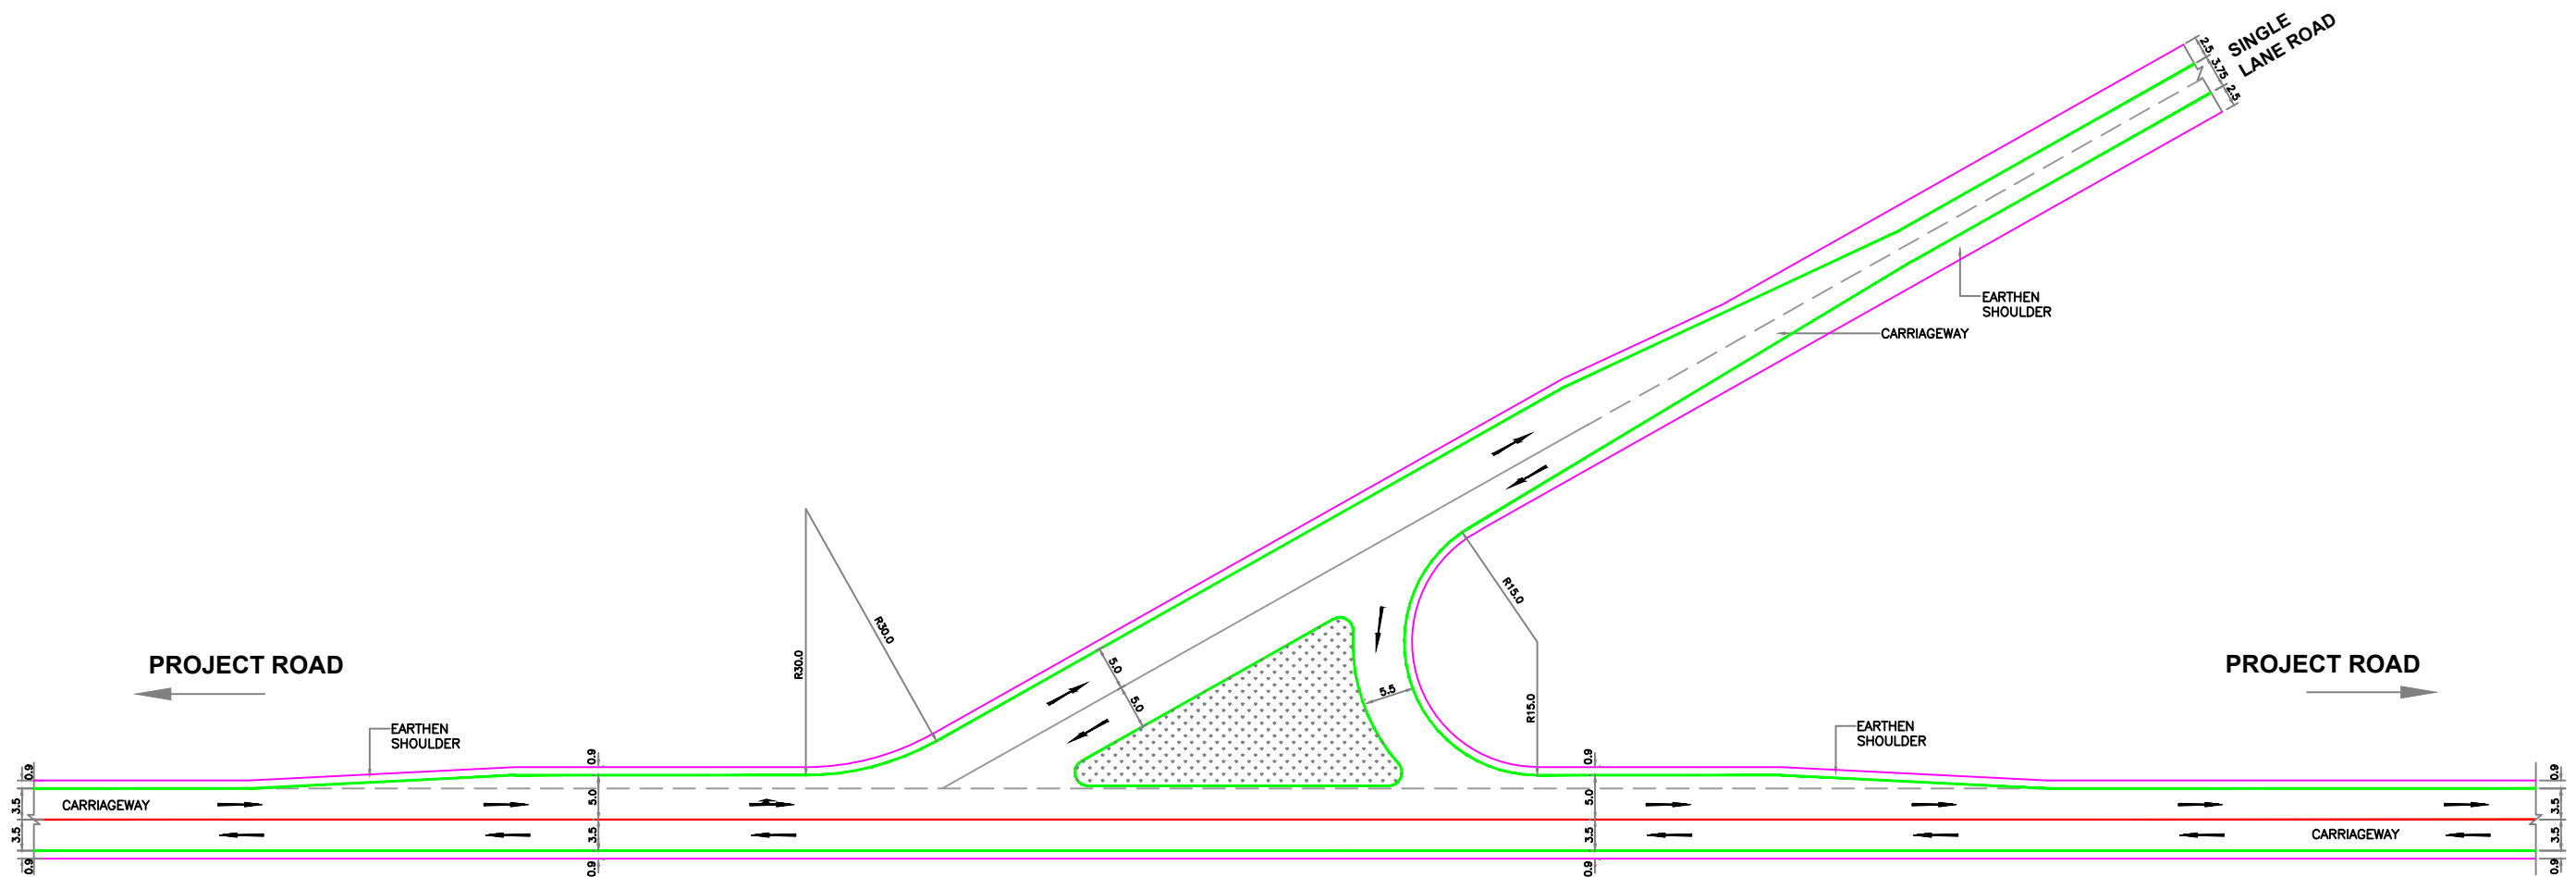 SINGLE
LANE ROAD
2.5
3.75
2.5
EARTHEN
SHOULDER
CARRIAGEWAY
R15.0
R30.0
R30.0
5.0
5.0
5.5
R15.0
PROJECT ROAD
PROJECT ROAD
EARTHEN
SHOULDER
EARTHEN
SHOULDER
0.9
0.9
0.9
0.9
CARRIAGEWAY
3.5
3.5
5.0
3.5
5.0
3.5
CARRIAGEWAY
3.5
3.5
0.9
0.9
0.9
0.9